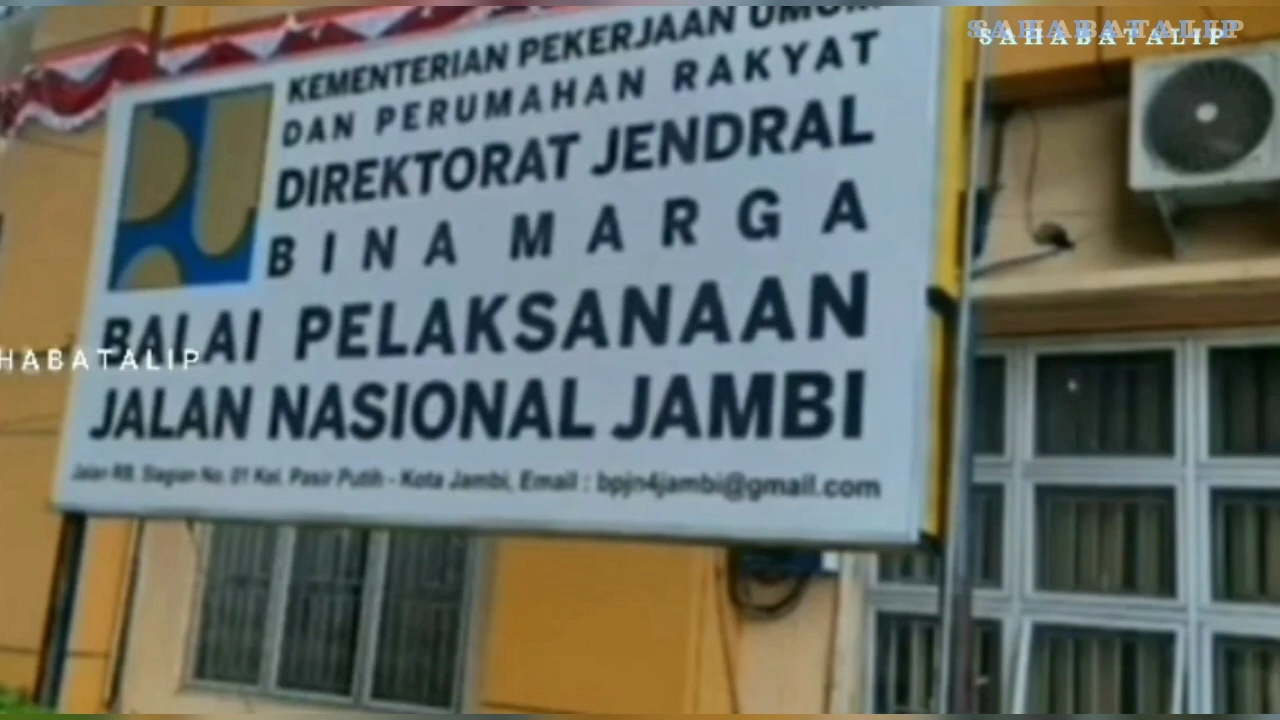 SAHABATALIP
SAHABATALIP
KEMENTERIAN PEKERJAAN UMUM
DAN PERUMAHAN RAKYAT
DIREKTORAT JENDRAL
BINA MARGA
BALAI PELAKSANAAN
HABATALIP
JALAN NASIONAL JAMBI
Jalan RB. Siagian No. 01 Kel. Pasir Putih - Kota Jambi, Email : bpjn4jambi@gmail.com